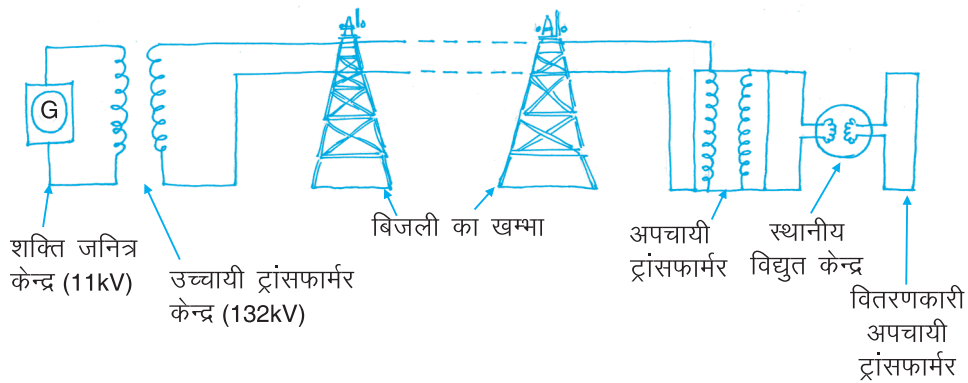 G
शक्ति जनित्र
केन्द्र (11kV)
उच्चायी ट्रांसफार्मर
केन्द्र (132kV)
बिजली का खम्भा
अपचायी
ट्रांसफार्मर
स्थानीय
विद्युत केन्द्र
वितरणकारी
अपचायी
ट्रांसफार्मर